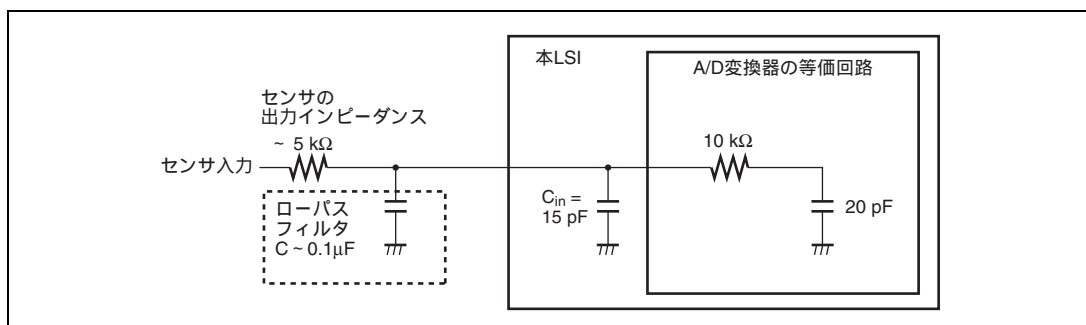 本LSI
A/D変換器の等価回路
センサの
出力インピーダンス
~ 5 kΩ
10 kΩ
センサ入力
ローパス
フィルタ
C ~ 0.1μF
Cin =
15 pF
20 pF